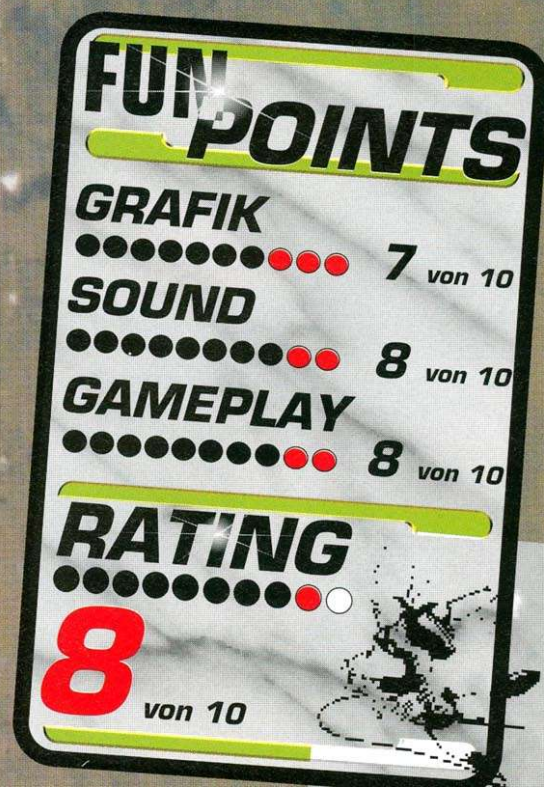 FUN
POINTS
GRAFIK
7 von 10
SOUND
8 von 10
GAMEPLAY
8 von 10
RATING
8 von 10